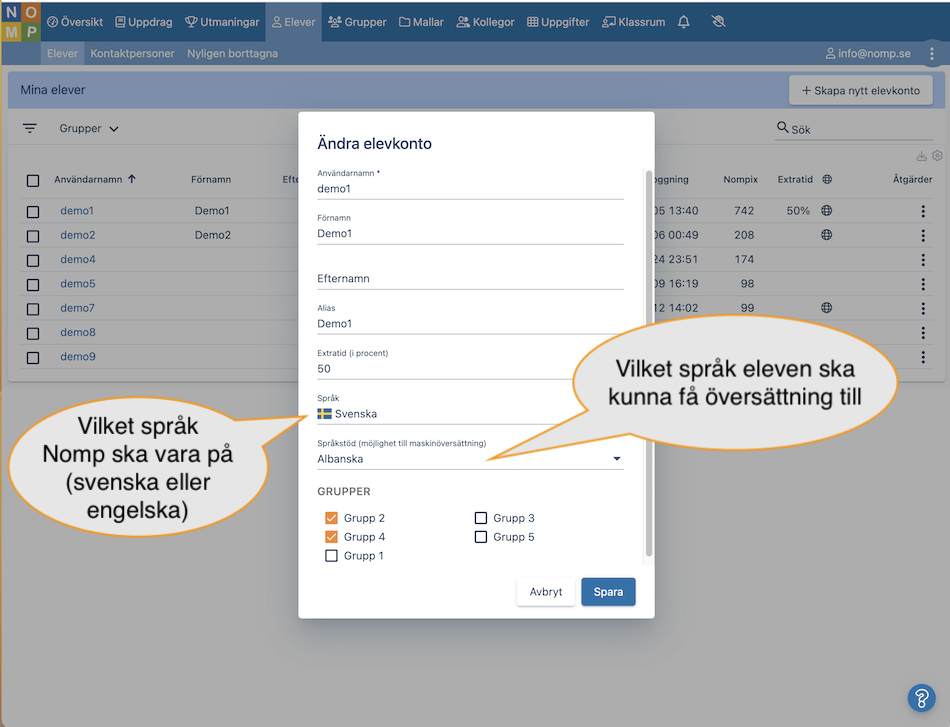 N O
M P
Översikt Uppdrag Utmaningar Elever Grupper Mallar Kollegor Uppgifter Klassrum
Elever Kontaktpersoner Nyligen borttagna info@nomp.se
Mina elever + Skapa nytt elevkonto
Grupper Sök
Användarnamn Förnamn Efte oggning Nompix Extratid Åtgärder
demo1 Demo1 05 13:40 742 50%
demo2 Demo2 06 00:49 208
demo4 24 23:51 174
demo5 09 16:19 98
demo7 12 14:02 99
demo8
demo9
Ändra elevkonto
Användarnamn *
demo1
Förnamn
Demo1
Efternamn
Alias
Demo1
Extratid (i procent)
50
Språk
Svenska
Språkstöd (möjlighet till maskinöversättning)
Albanska
GRUPPER
Grupp 2 Grupp 3
Grupp 4 Grupp 5
Grupp 1
Avbryt Spara
Vilket språk
Nomp ska vara på
(svenska eller
engelska)
Vilket språk eleven ska
kunna få översättning till
?